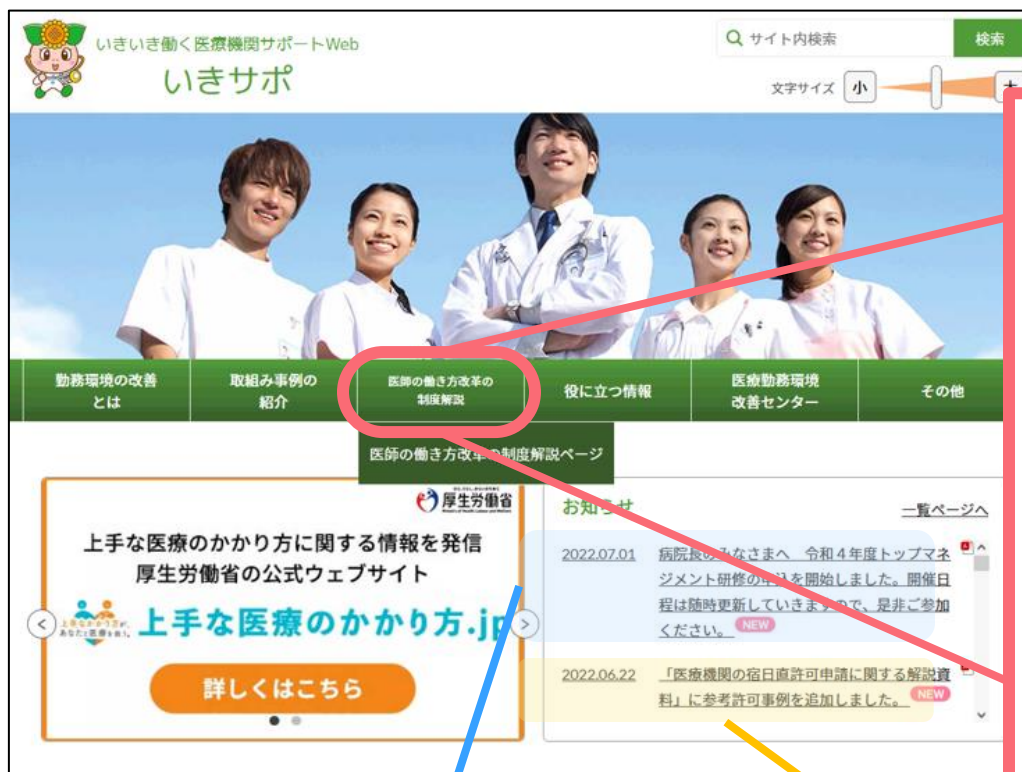 いきいき働く医療機関サポートWeb
いきサポ
サイト内検索
検索
文字サイズ 小
勤務環境の改善
とは
取組み事例の
紹介
医師の働き方改革の
制度解説
役に立つ情報
医療勤務環境
改善センター
その他
医師の働き方改革の制度解説ページ
厚生労働省
上手な医療のかかり方に関する情報を発信
厚生労働省の公式ウェブサイト
上手な医療のかかり方.jp
詳しくはこちら
お知らせ
一覧ページへ
2022.07.01 病院長のみなさまへ 令和4年度トップマネ
ジメント研修の申込を開始しました。開催日
程は随時更新していきますので、是非ご参加
ください。 NEW
2022.06.22 「医療機関の宿日直許可申請に関する解説資
料」に参考許可事例を追加しました。 NEW